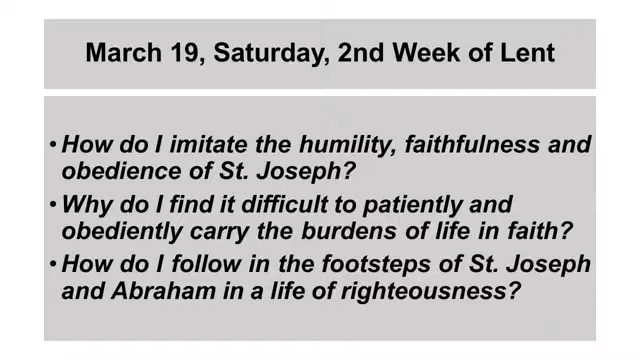 March 19, Saturday, 2nd Week of Lent
• How do I imitate the humility, faithfulness and
obedience of St. Joseph?
• Why do I find it difficult to patiently and
obediently carry the burdens of life in faith?
• How do I follow in the footsteps of St. Joseph
and Abraham in a life of righteousness?